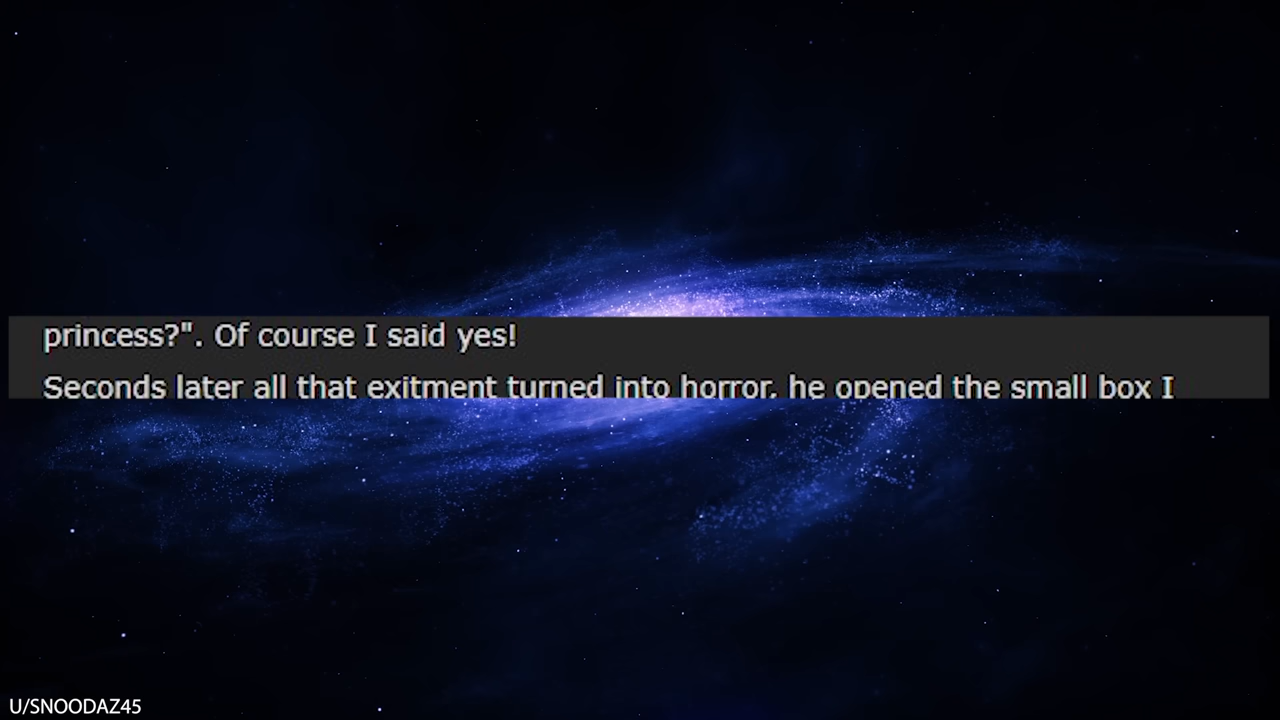 princess?". Of course I said yes!
Seconds later all that exitment turned into horror, he opened the small box I
U/SNOODAZ45